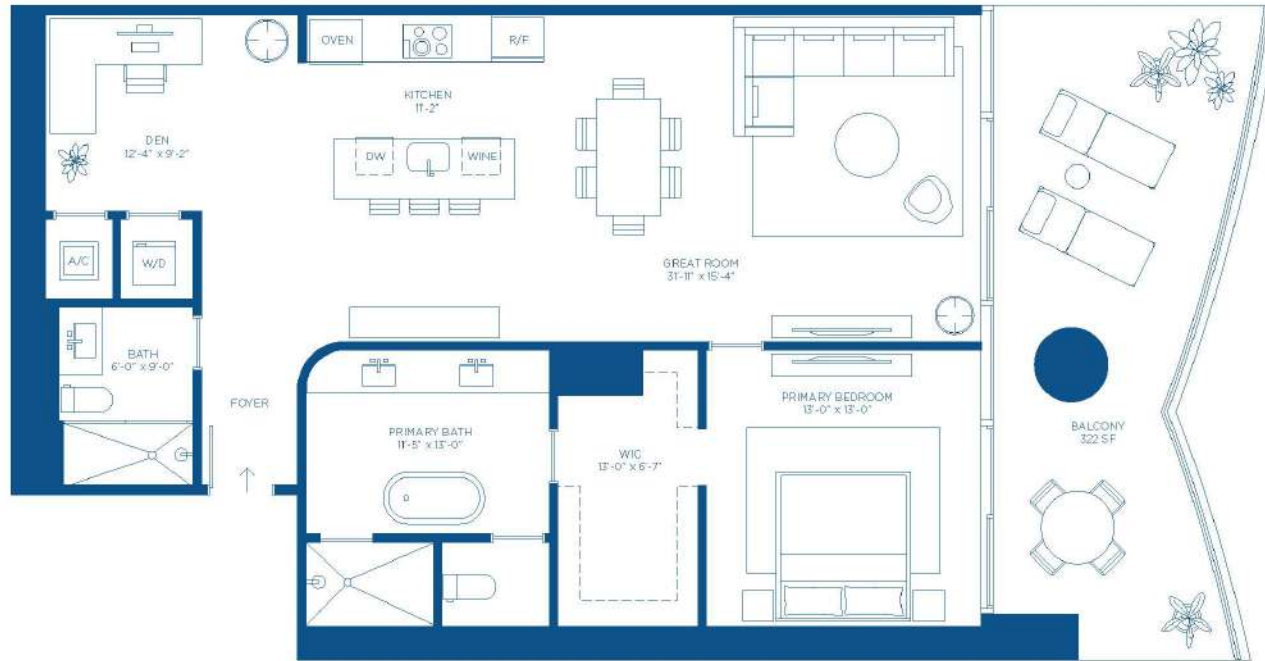 OVEN
R/F
KITCHEN
11'-2"
DEN
12'-4" x 9'-2"
DW
WINE
A/C
W/D
GREAT ROOM
31'-11" x 15'-4"
BATH
6'-0" x 9'-0"
FOYER
PRIMARY BATH
11'-5" x 13'-0"
WIC
13'-0" x 6'-7"
PRIMARY BEDROOM
13'-0" x 13'-0"
BALCONY
322 SF